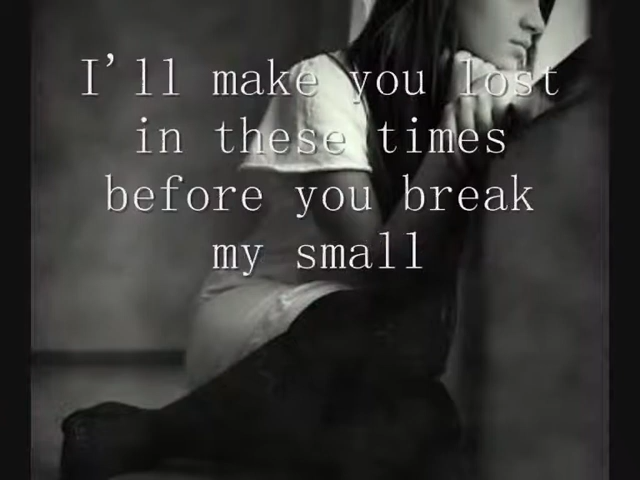 I'll make you lost
in these times
before you break
my small